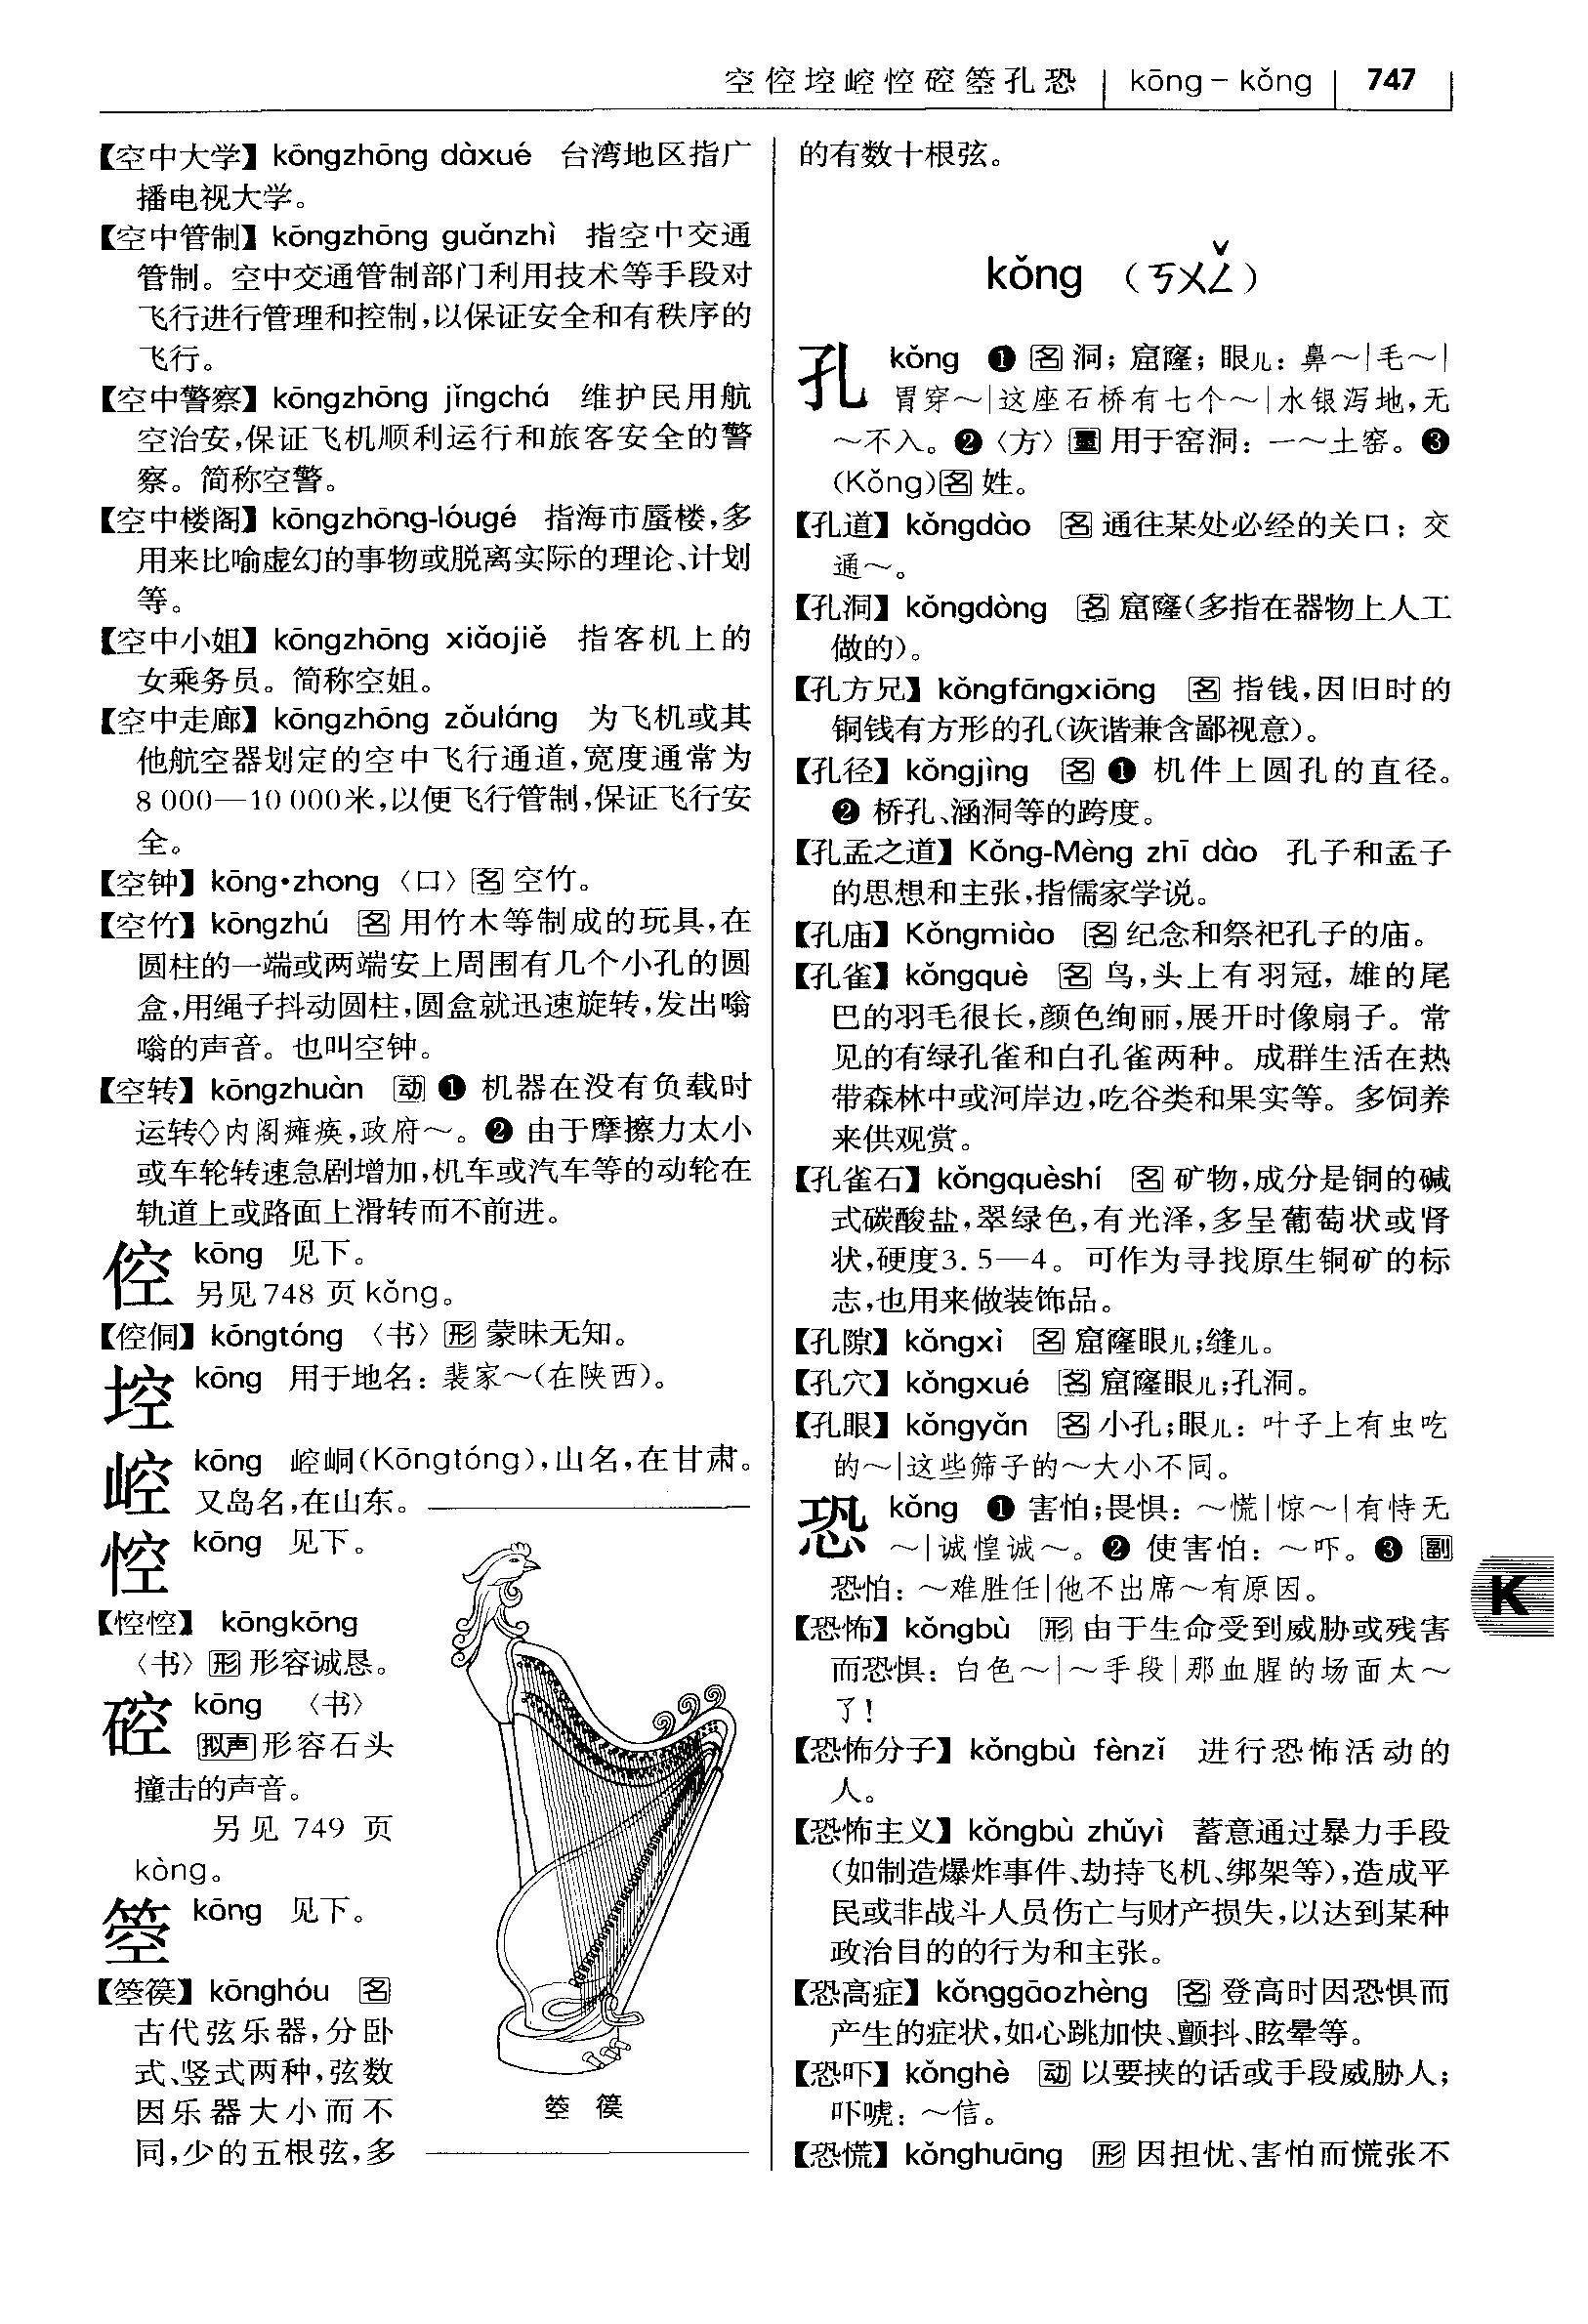 空倥埪崆悾硿箜孔恐 | kōng – kǒng | 747
【空中大学】kōngzhōng dàxué 台湾地区指广
播电视大学。
【空中管制】kōngzhōng guǎnzhì 指空中交通
管制。空中交通管制部门利用技术等手段对
飞行进行管理和控制,以保证安全和有秩序的
飞行。
【空中警察】kōngzhōng jǐngchá 维护民用航
空治安,保证飞机顺利运行和旅客安全的警
察。简称空警。
【空中楼阁】kōngzhōng-lóugé 指海市蜃楼,多
用来比喻虚幻的事物或脱离实际的理论、计划
等。
【空中小姐】kōngzhōng xiǎojiě 指客机上的
女乘务员。简称空姐。
【空中走廊】kōngzhōng zǒuláng 为飞机或其
他航空器划定的空中飞行通道,宽度通常为
8 000—10 000米,以便飞行管制,保证飞行安
全。
【空钟】kōng•zhong 〈口〉名 空竹。
【空竹】kōngzhú 名 用竹木等制成的玩具,在
圆柱的一端或两端安上周围有几个小孔的圆
盒,用绳子抖动圆柱,圆盒就迅速旋转,发出嗡
嗡的声音。也叫空钟。
【空转】kōngzhuàn 动 ❶ 机器在没有负载时
运转◇内阁瘫痪,政府～。❷ 由于摩擦力太小
或车轮转速急剧增加,机车或汽车等的动轮在
轨道上或路面上滑转而不前进。
倥 kōng 见下。
另见 748 页 kǒng。
【倥侗】kōngtóng 〈书〉形 蒙昧无知。
埪 kōng 用于地名：裴家～(在陕西)。
崆 kōng 崆峒(Kōngtóng),山名,在甘肃。
又岛名,在山东。
悾 kōng 见下。
【悾悾】 kōngkōng
〈书〉形 形容诚恳。
硿 kōng 〈书〉
拟声 形容石头
撞击的声音。
另见 749 页
kòng。
箜 kōng 见下。
【箜篌】kōnghóu 名
古代弦乐器,分卧
式、竖式两种,弦数
因乐器大小而不
同,少的五根弦,多
箜 篌
的有数十根弦。
kǒng （ㄎㄨㄥˇ）
孔 kǒng ❶ 名 洞；窟窿；眼儿：鼻～|毛～|
胃穿～|这座石桥有七个～|水银泻地,无
～不入。❷〈方〉量 用于窑洞：一～土窑。❸
(Kǒng)名 姓。
【孔道】kǒngdào 名 通往某处必经的关口：交
通～。
【孔洞】kǒngdòng 名 窟窿(多指在器物上人工
做的)。
【孔方兄】kǒngfāngxiōng 名 指钱,因旧时的
铜钱有方形的孔(诙谐兼含鄙视意)。
【孔径】kǒngjìng 名 ❶ 机件上圆孔的直径。
❷ 桥孔、涵洞等的跨度。
【孔孟之道】Kǒng-Mèng zhī dào 孔子和孟子
的思想和主张,指儒家学说。
【孔庙】Kǒngmiào 名 纪念和祭祀孔子的庙。
【孔雀】kǒngquè 名 鸟,头上有羽冠,雄的尾
巴的羽毛很长,颜色绚丽,展开时像扇子。常
见的有绿孔雀和白孔雀两种。成群生活在热
带森林中或河岸边,吃谷类和果实等。多饲养
来供观赏。
【孔雀石】kǒngquèshí 名 矿物,成分是铜的碱
式碳酸盐,翠绿色,有光泽,多呈葡萄状或肾
状,硬度3.5—4。可作为寻找原生铜矿的标
志,也用来做装饰品。
【孔隙】kǒngxì 名 窟窿眼儿;缝儿。
【孔穴】kǒngxué 名 窟窿眼儿;孔洞。
【孔眼】kǒngyǎn 名 小孔;眼儿：叶子上有虫吃
的～|这些筛子的～大小不同。
恐 kǒng ❶ 害怕;畏惧：～慌|惊～|有恃无
～|诚惶诚～。❷ 使害怕：～吓。❸ 副
恐怕：～难胜任|他不出席～有原因。
【恐怖】kǒngbù 形 由于生命受到威胁或残害
而恐惧：白色～|～手段|那血腥的场面太～
了!
【恐怖分子】kǒngbù fènzǐ 进行恐怖活动的
人。
【恐怖主义】kǒngbù zhǔyì 蓄意通过暴力手段
(如制造爆炸事件、劫持飞机、绑架等),造成平
民或非战斗人员伤亡与财产损失,以达到某种
政治目的的行为和主张。
【恐高症】kǒnggāozhèng 名 登高时因恐惧而
产生的症状,如心跳加快、颤抖、眩晕等。
【恐吓】kǒnghè 动 以要挟的话或手段威胁人;
吓唬：～信。
【恐慌】kǒnghuāng 形 因担忧、害怕而慌张不
K